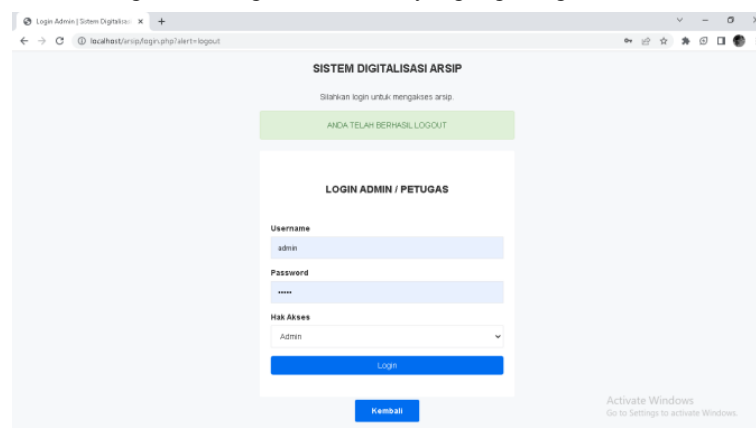 Login Admin | Sistem Digitalisasi
localhost/arsip/login.php?alert=logout
SISTEM DIGITALISASI ARSIP
Silahkan login untuk mengakses arsip.
ANDA TELAH BERHASIL LOGOUT
LOGIN ADMIN / PETUGAS
Username
admin
Password
•••••
Hak Akses
Admin
Login
Kembali
Activate Windows
Go to Settings to activate Windows.